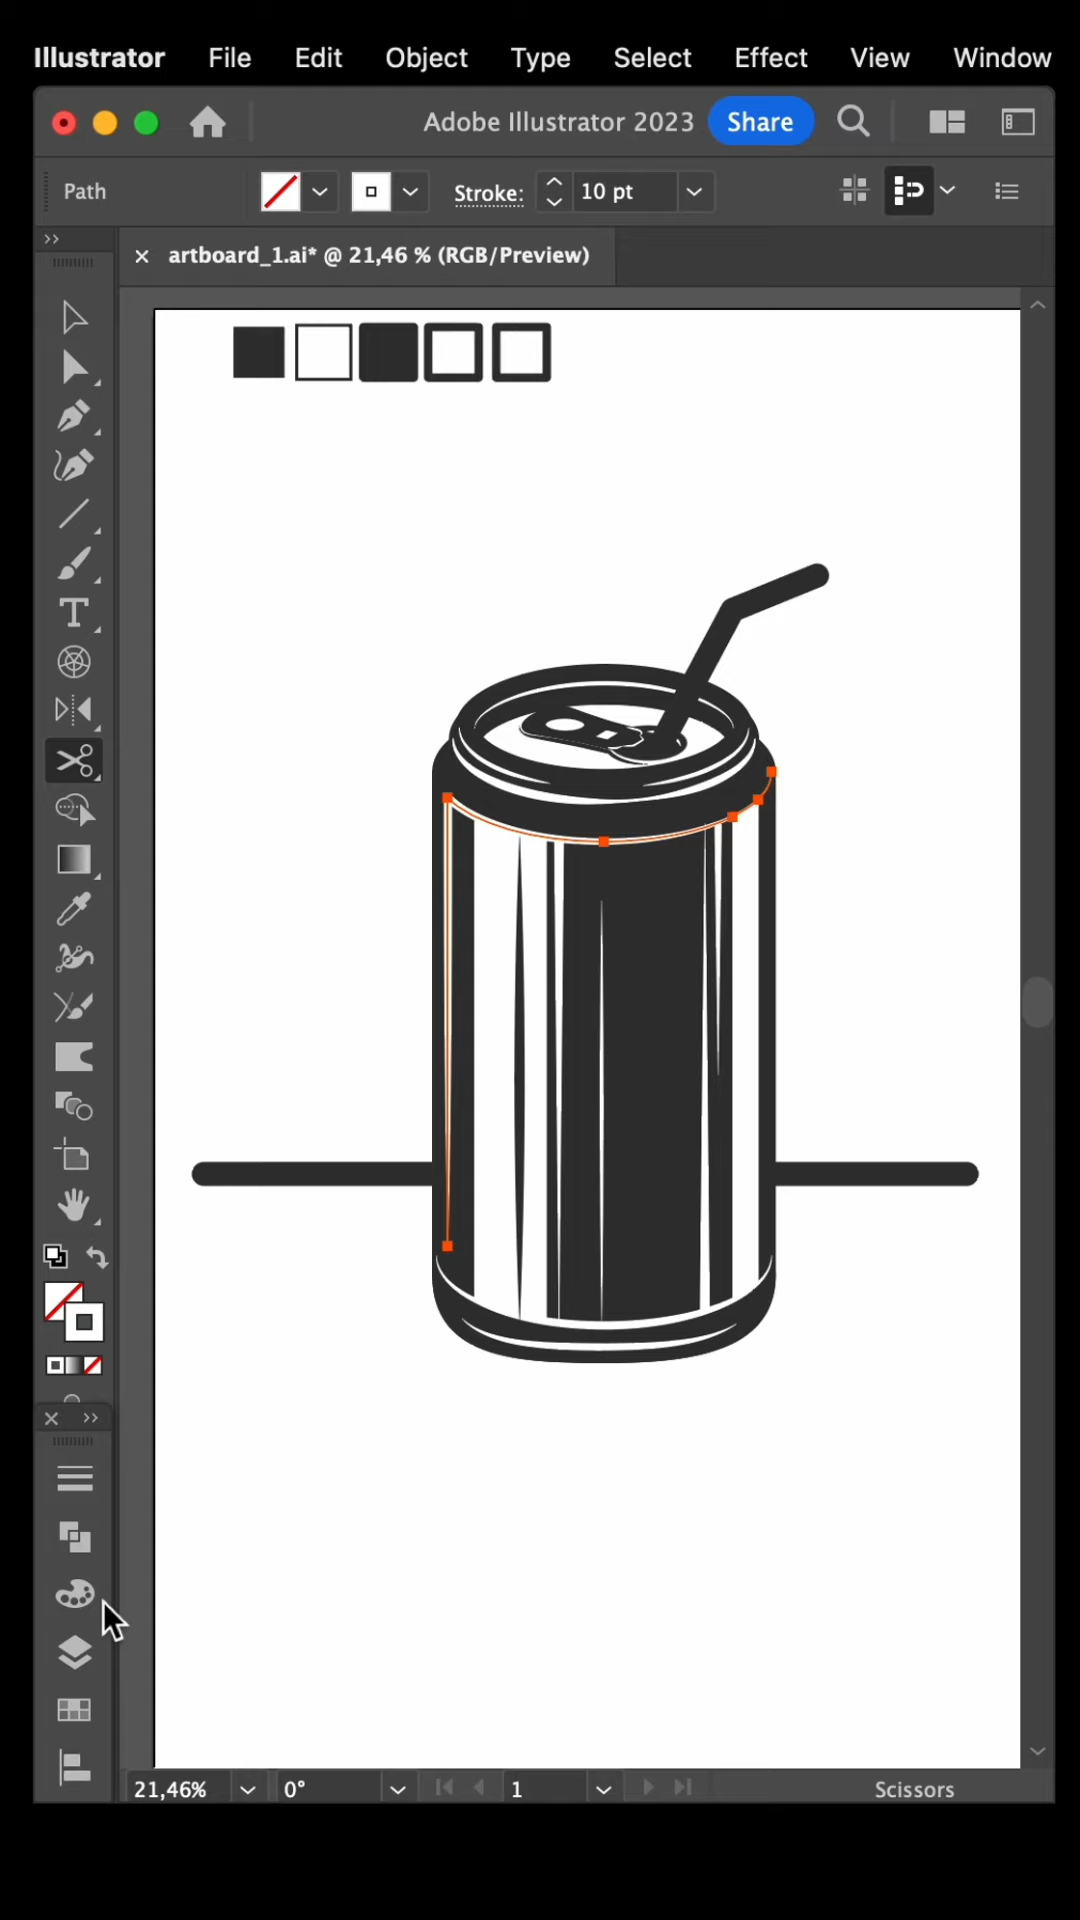 Illustrator File Edit Object Type Select Effect View Window
Adobe Illustrator 2023 Share
Path Stroke: 10 pt
artboard_1.ai* @ 21,46 % (RGB/Preview)
21,46% 0° 1 Scissors